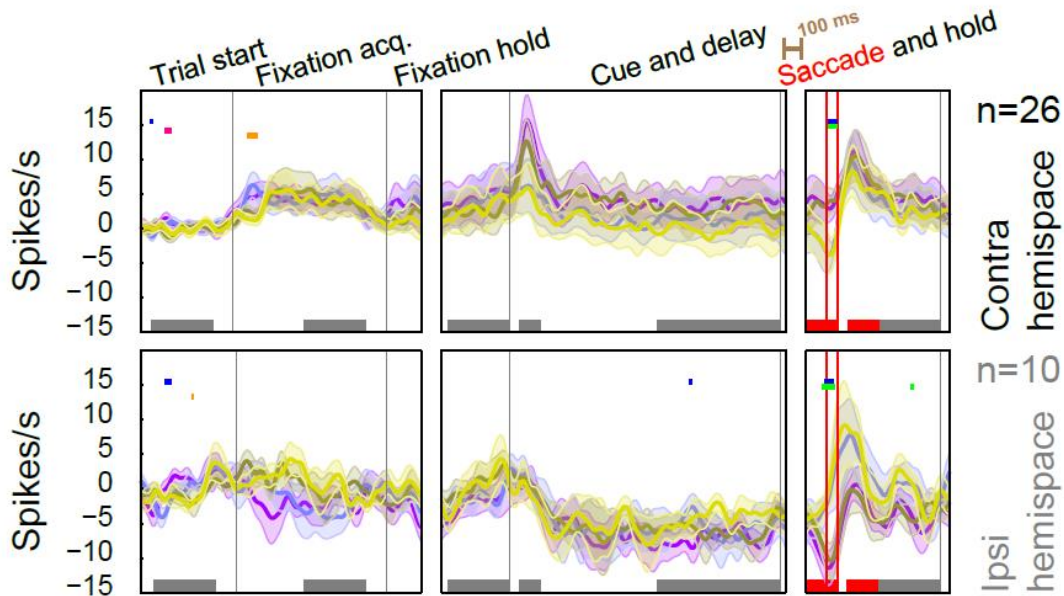 Trial start
Fixation acq.
Fixation hold
Cue and delay
100 ms
Saccade and hold
Spikes/s
15
10
5
0
−5
−10
−15
n=26
Contra
hemispace
Spikes/s
15
10
5
0
−5
−10
−15
n=10
Ipsi
hemispace